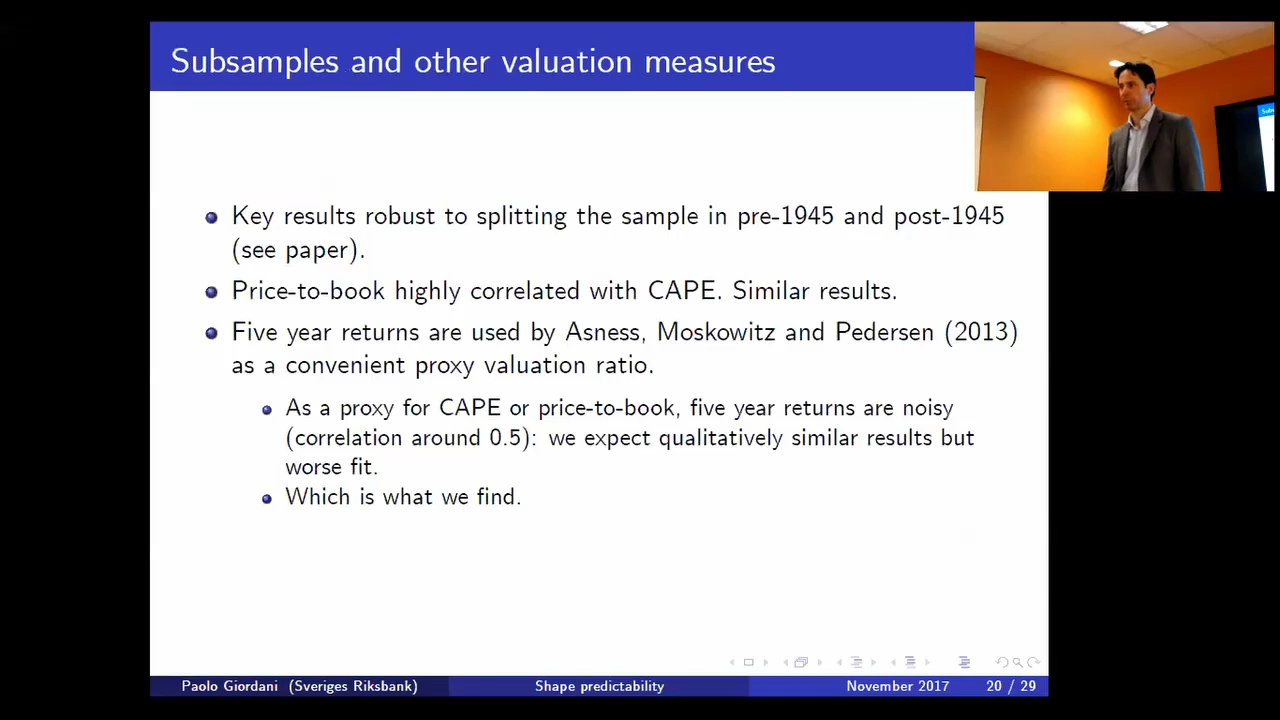 Subsamples and other valuation measures
Key results robust to splitting the sample in pre-1945 and post-1945
(see paper).
Price-to-book highly correlated with CAPE. Similar results.
Five year returns are used by Asness, Moskowitz and Pedersen (2013)
as a convenient proxy valuation ratio.
As a proxy for CAPE or price-to-book, five year returns are noisy
(correlation around 0.5): we expect qualitatively similar results but
worse fit.
Which is what we find.
Paolo Giordani (Sveriges Riksbank) Shape predictability November 2017 20 / 29